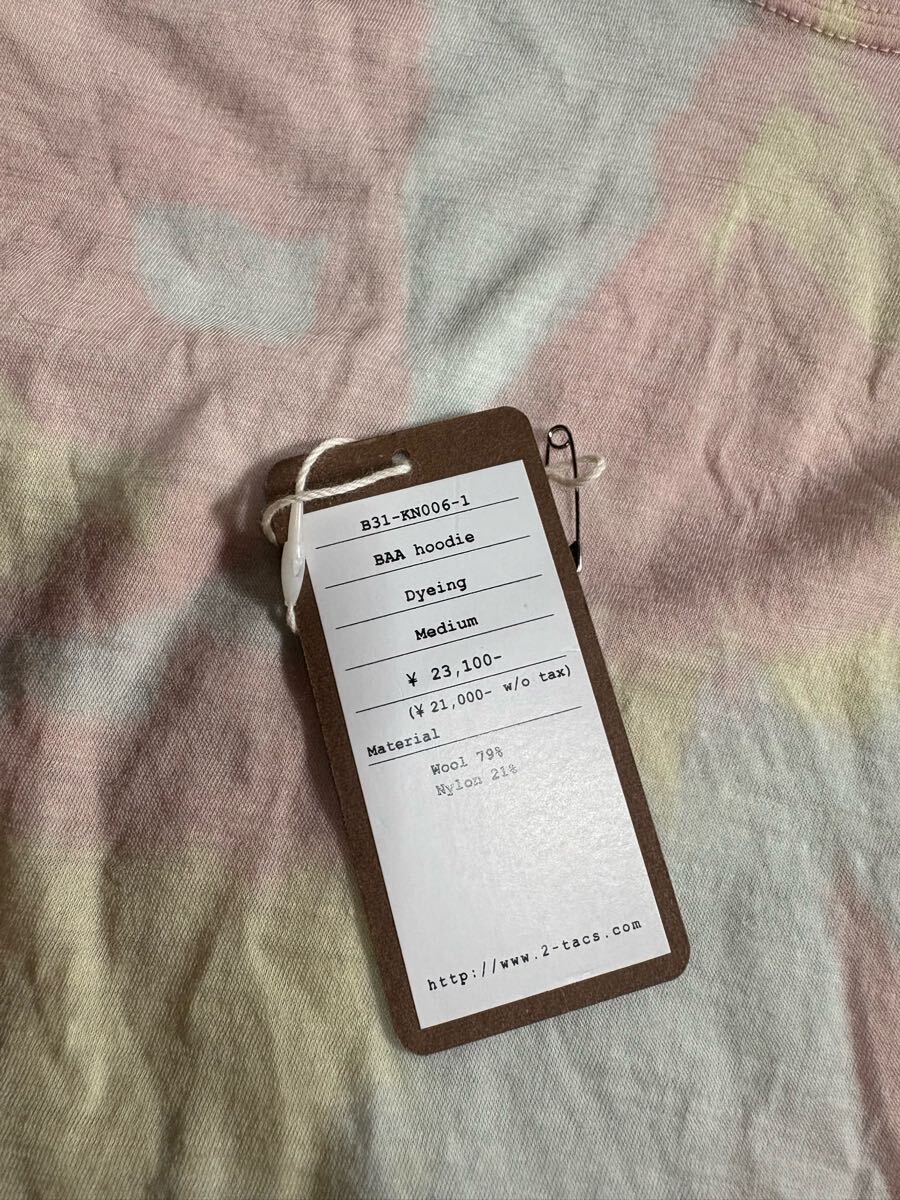 B31-KN006-1
BAA hoodie
Dyeing
Medium
¥ 23,100-
(¥ 21,000- w/o tax)
Material
Wool 79%
Nylon 21%
http://www.2-tacs.com